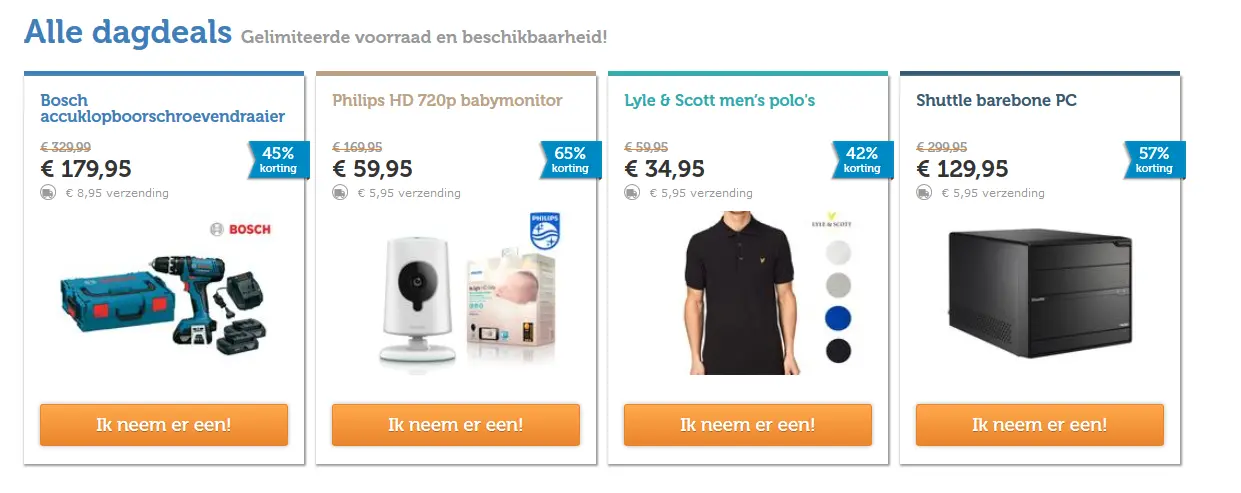 Alle dagdeals Gelimiteerde voorraad en beschikbaarheid!
Bosch
accuklopboorschroevendraaier
€ 329,99
€ 179,95
45%
korting
€ 8,95 verzending
BOSCH
Ik neem er een!
Philips HD 720p babymonitor
€ 169,95
€ 59,95
65%
korting
€ 5,95 verzending
PHILIPS
Ik neem er een!
Lyle & Scott men's polo's
€ 59,95
€ 34,95
42%
korting
€ 5,95 verzending
LYLE & SCOTT
Ik neem er een!
Shuttle barebone PC
€ 299,95
€ 129,95
57%
korting
€ 5,95 verzending
Ik neem er een!